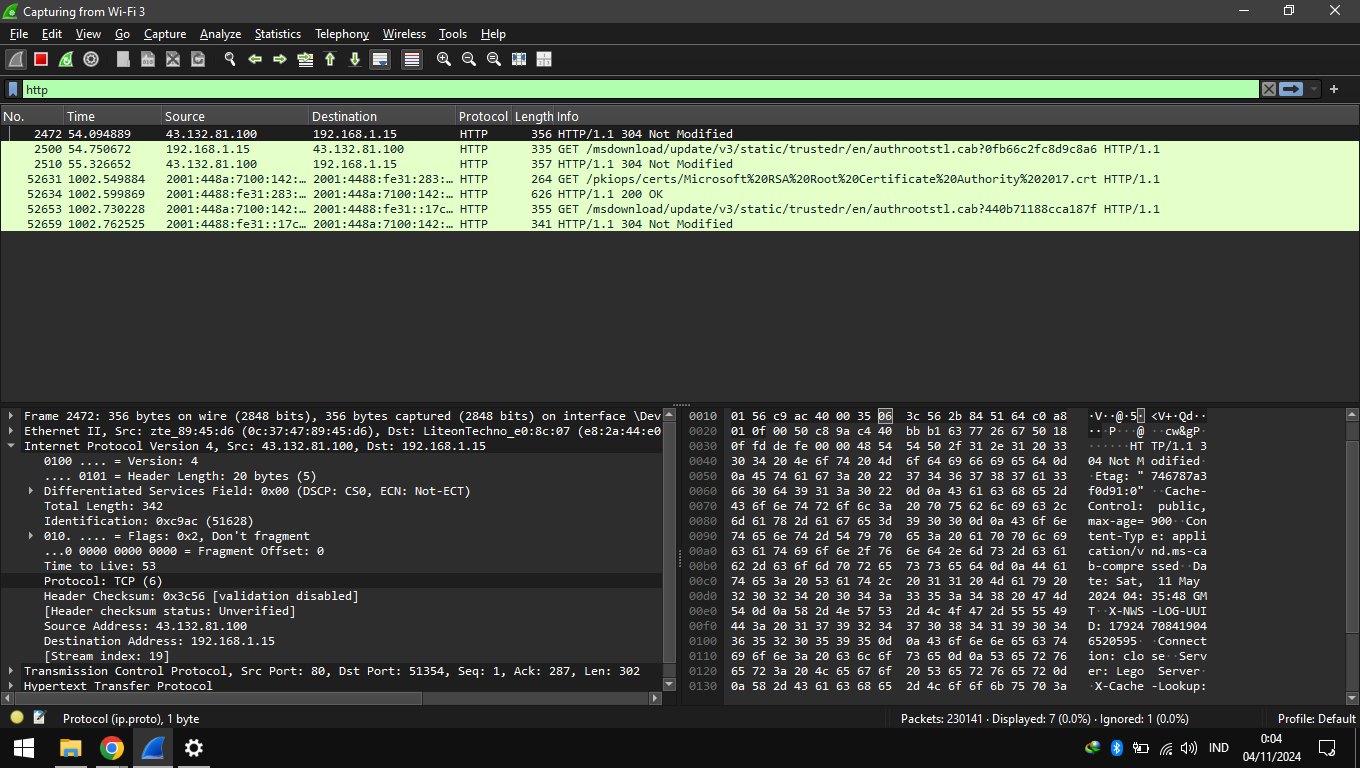 Capturing from Wi-Fi 3
File Edit View Go Capture Analyze Statistics Telephony Wireless Tools Help
http
No. Time Source Destination Protocol Length Info
2472 54.094889 43.132.81.100 192.168.1.15 HTTP 356 HTTP/1.1 304 Not Modified
2500 54.750672 192.168.1.15 43.132.81.100 HTTP 335 GET /msdownload/update/v3/static/trustedr/en/authrootstl.cab?0fb66c2fc8d9c8a6 HTTP/1.1
2510 55.326652 43.132.81.100 192.168.1.15 HTTP 357 HTTP/1.1 304 Not Modified
52631 1002.549884 2001:448a:7100:142:… 2001:4488:fe31:283:… HTTP 264 GET /pkiops/certs/Microsoft%20RSA%20Root%20Certificate%20Authority%202017.crt HTTP/1.1
52634 1002.599869 2001:4488:fe31:283:… 2001:448a:7100:142:… HTTP 626 HTTP/1.1 200 OK
52653 1002.730228 2001:448a:7100:142:… 2001:4488:fe31::17c… HTTP 355 GET /msdownload/update/v3/static/trustedr/en/authrootstl.cab?440b71188cca187f HTTP/1.1
52659 1002.762525 2001:4488:fe31::17c… 2001:448a:7100:142:… HTTP 341 HTTP/1.1 304 Not Modified
Frame 2472: 356 bytes on wire (2848 bits), 356 bytes captured (2848 bits) on interface \Dev
Ethernet II, Src: zte_89:45:d6 (0c:37:47:89:45:d6), Dst: LiteonTechno_e0:8c:07 (e8:2a:44:e0
Internet Protocol Version 4, Src: 43.132.81.100, Dst: 192.168.1.15
0100 .... = Version: 4
.... 0101 = Header Length: 20 bytes (5)
Differentiated Services Field: 0x00 (DSCP: CS0, ECN: Not-ECT)
Total Length: 342
Identification: 0xc9ac (51628)
010. .... = Flags: 0x2, Don't fragment
...0 0000 0000 0000 = Fragment Offset: 0
Time to Live: 53
Protocol: TCP (6)
Header Checksum: 0x3c56 [validation disabled]
[Header checksum status: Unverified]
Source Address: 43.132.81.100
Destination Address: 192.168.1.15
[Stream index: 19]
Transmission Control Protocol, Src Port: 80, Dst Port: 51354, Seq: 1, Ack: 287, Len: 302
Hypertext Transfer Protocol
0010 01 56 c9 ac 40 00 35 06 3c 56 2b 84 51 64 c0 a8 ·V··@·5· <V+·Qd··
0020 01 0f 00 50 c8 9a c4 40 bb b1 63 77 26 67 50 18 ···P···@ ··cw&gP·
0030 0f fd de fe 00 00 48 54 54 50 2f 31 2e 31 20 33 ······HT TP/1.1 3
0040 30 34 20 4e 6f 74 20 4d 6f 64 69 66 69 65 64 0d 04 Not M odified·
0050 0a 45 74 61 67 3a 20 22 37 34 36 37 38 37 61 33 ·Etag: " 746787a3
0060 66 30 64 39 31 3a 30 22 0d 0a 43 61 63 68 65 2d f0d91:0" ··Cache-
0070 43 6f 6e 74 72 6f 6c 3a 20 70 75 62 6c 69 63 2c Control: public,
0080 6d 61 78 2d 61 67 65 3d 39 30 30 0d 0a 43 6f 6e max-age= 900··Con
0090 74 65 6e 74 2d 54 79 70 65 3a 20 61 70 70 6c 69 tent-Typ e: appli
00a0 63 61 74 69 6f 6e 2f 76 6e 64 2e 6d 73 2d 63 61 cation/v nd.ms-ca
00b0 62 2d 63 6f 6d 70 72 65 73 73 65 64 0d 0a 44 61 b-compre ssed··Da
00c0 74 65 3a 20 53 61 74 2c 20 31 31 20 4d 61 79 20 te: Sat, 11 May
00d0 32 30 32 34 20 30 34 3a 33 35 3a 34 38 20 47 4d 2024 04: 35:48 GM
00e0 54 0d 0a 58 2d 4e 57 53 2d 4c 4f 47 2d 55 55 49 T··X-NWS -LOG-UUI
00f0 44 3a 20 31 37 39 32 34 37 30 38 34 31 39 30 34 D: 17924 70841904
0100 36 35 32 30 35 39 35 0d 0a 43 6f 6e 6e 65 63 74 6520595· ·Connect
0110 69 6f 6e 3a 20 63 6c 6f 73 65 0d 0a 53 65 72 76 ion: clo se··Serv
0120 65 72 3a 20 4c 65 67 6f 20 53 65 72 76 65 72 0d er: Lego Server·
0130 0a 58 2d 43 61 63 68 65 2d 4c 6f 6f 6b 75 70 3a ·X-Cache -Lookup:
Protocol (ip.proto), 1 byte Packets: 230141 · Displayed: 7 (0.0%) · Ignored: 1 (0.0%) Profile: Default
IND
0:04
04/11/2024